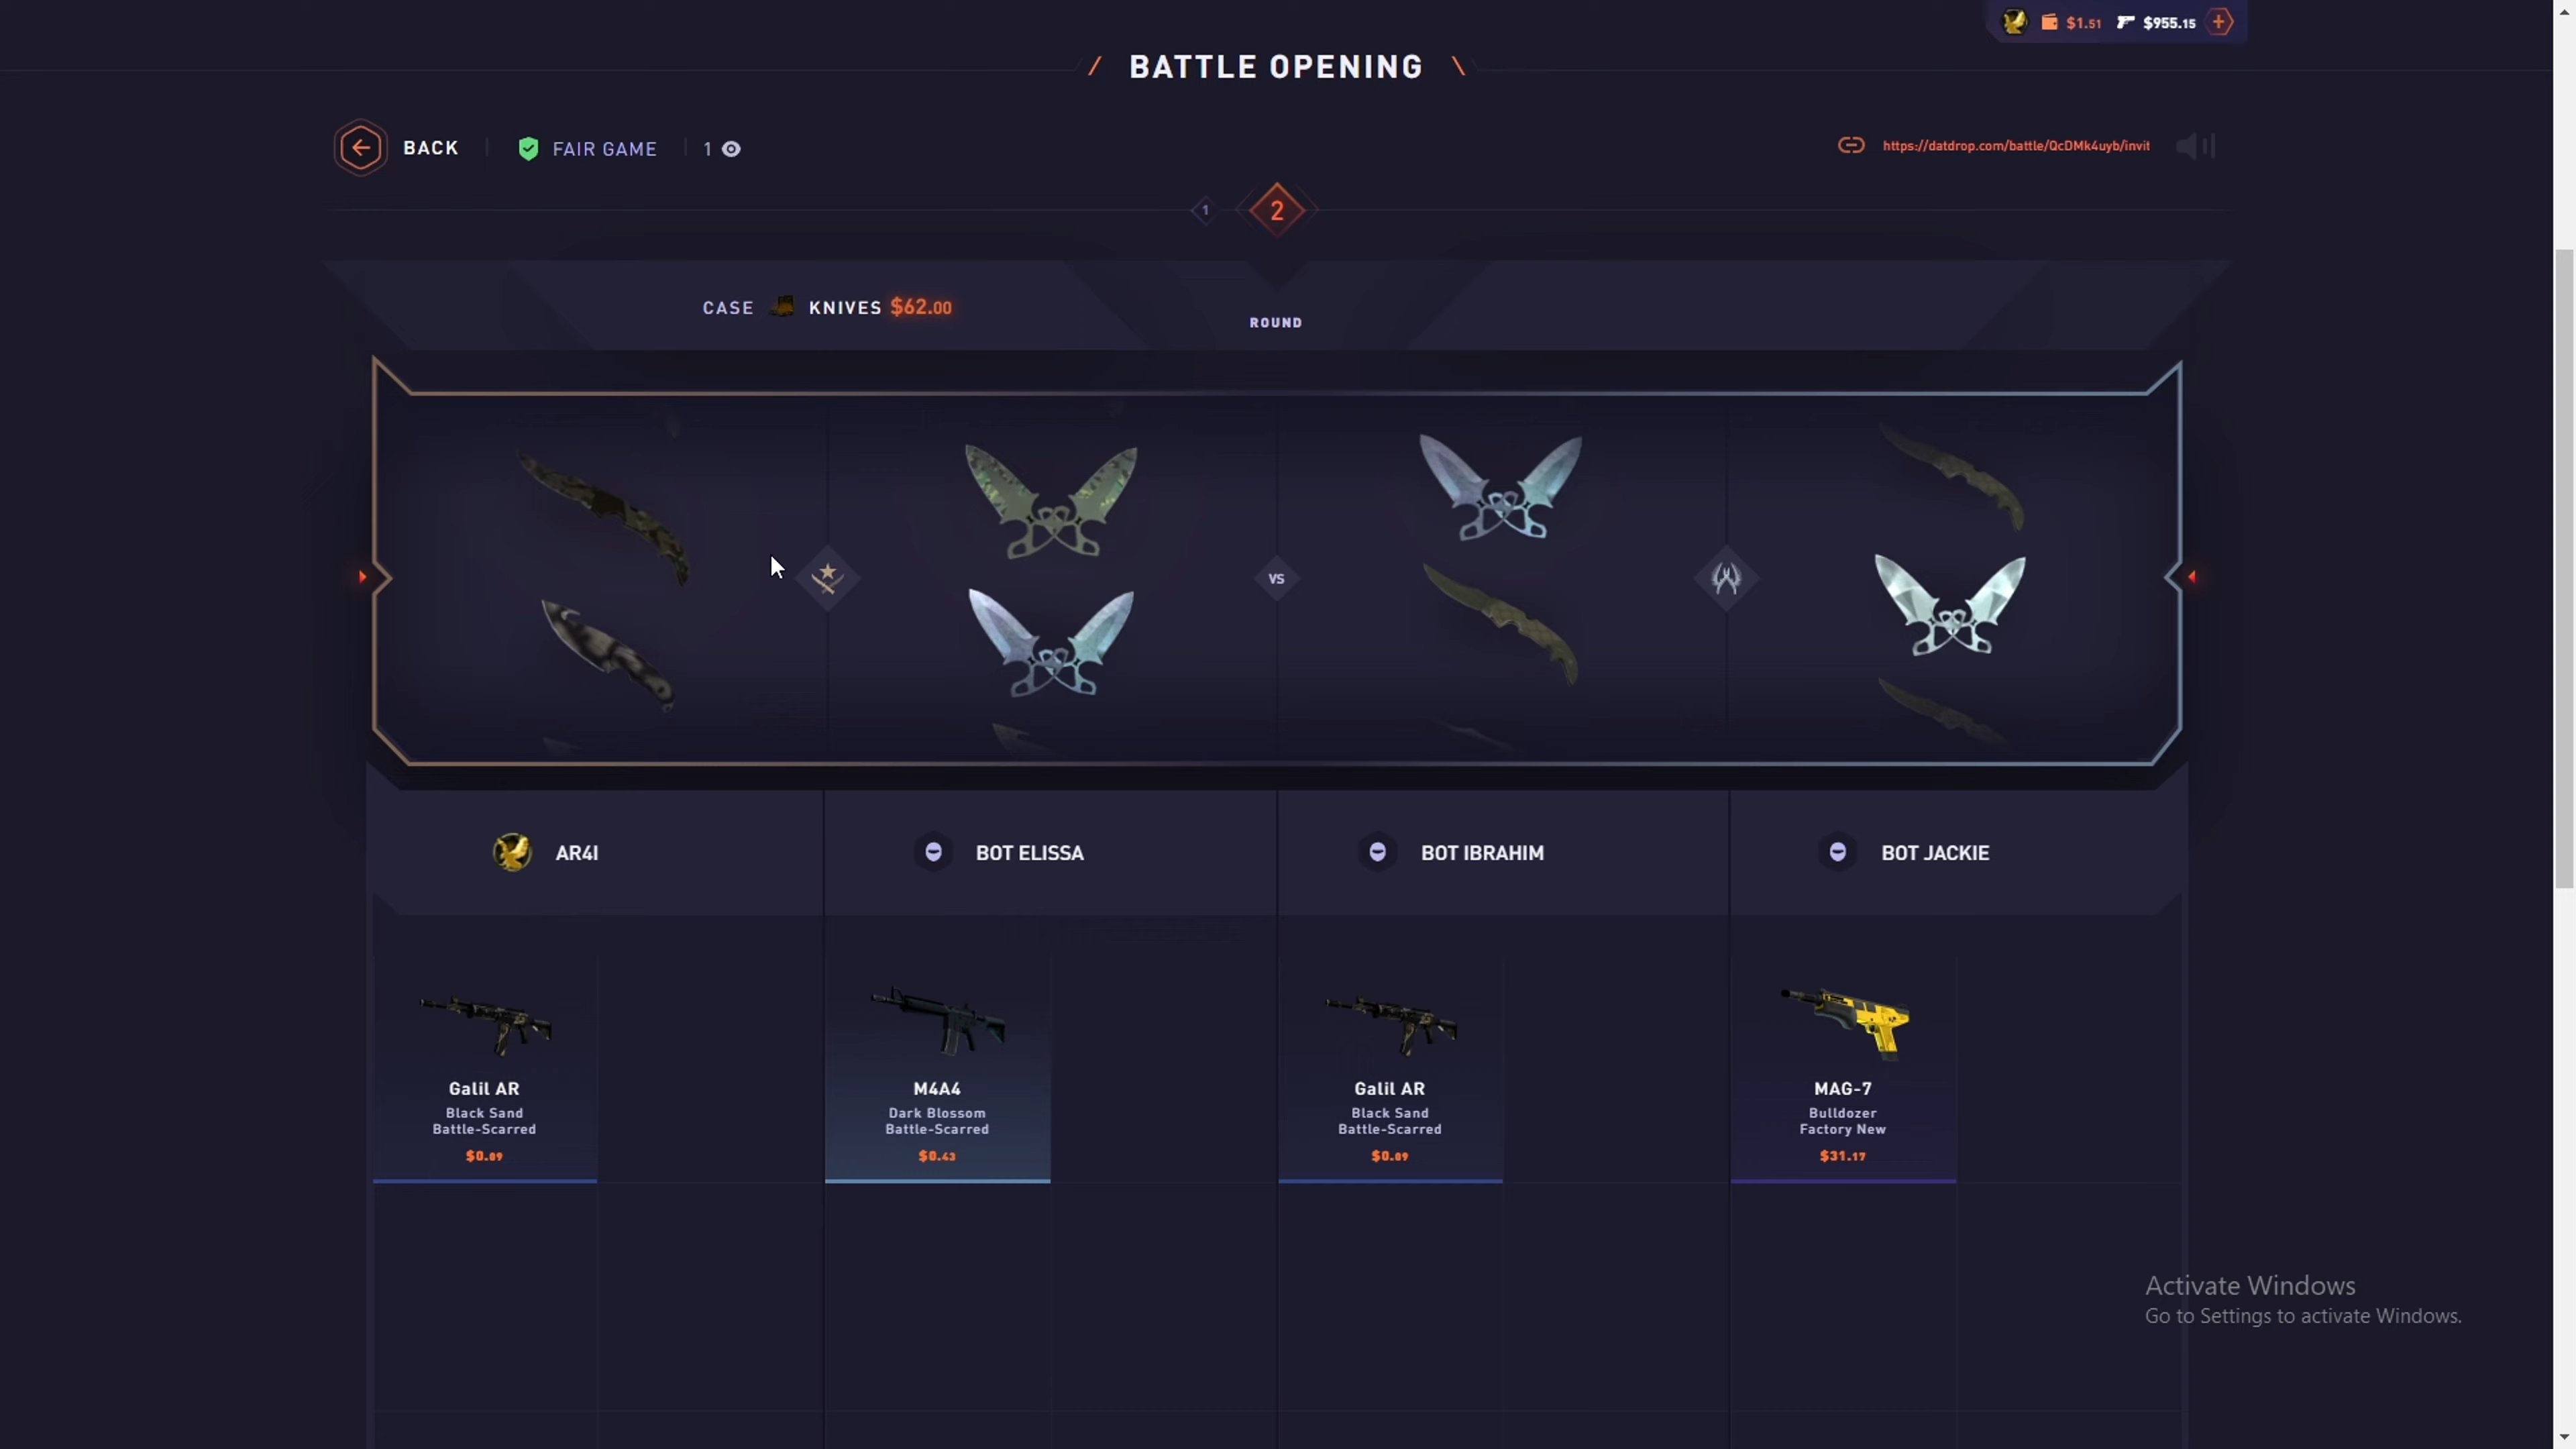 $1.51 $955.15
/ BATTLE OPENING \
BACK FAIR GAME 1 https://datdrop.com/battle/QcDMk4uyb/invit
1 2
CASE KNIVES $62.00
ROUND
VS
AR4I BOT ELISSA BOT IBRAHIM BOT JACKIE
Galil AR M4A4 Galil AR MAG-7
Black Sand Dark Blossom Black Sand Bulldozer
Battle-Scarred Battle-Scarred Battle-Scarred Factory New
$0.09 $0.43 $0.09 $31.17
Activate Windows
Go to Settings to activate Windows.